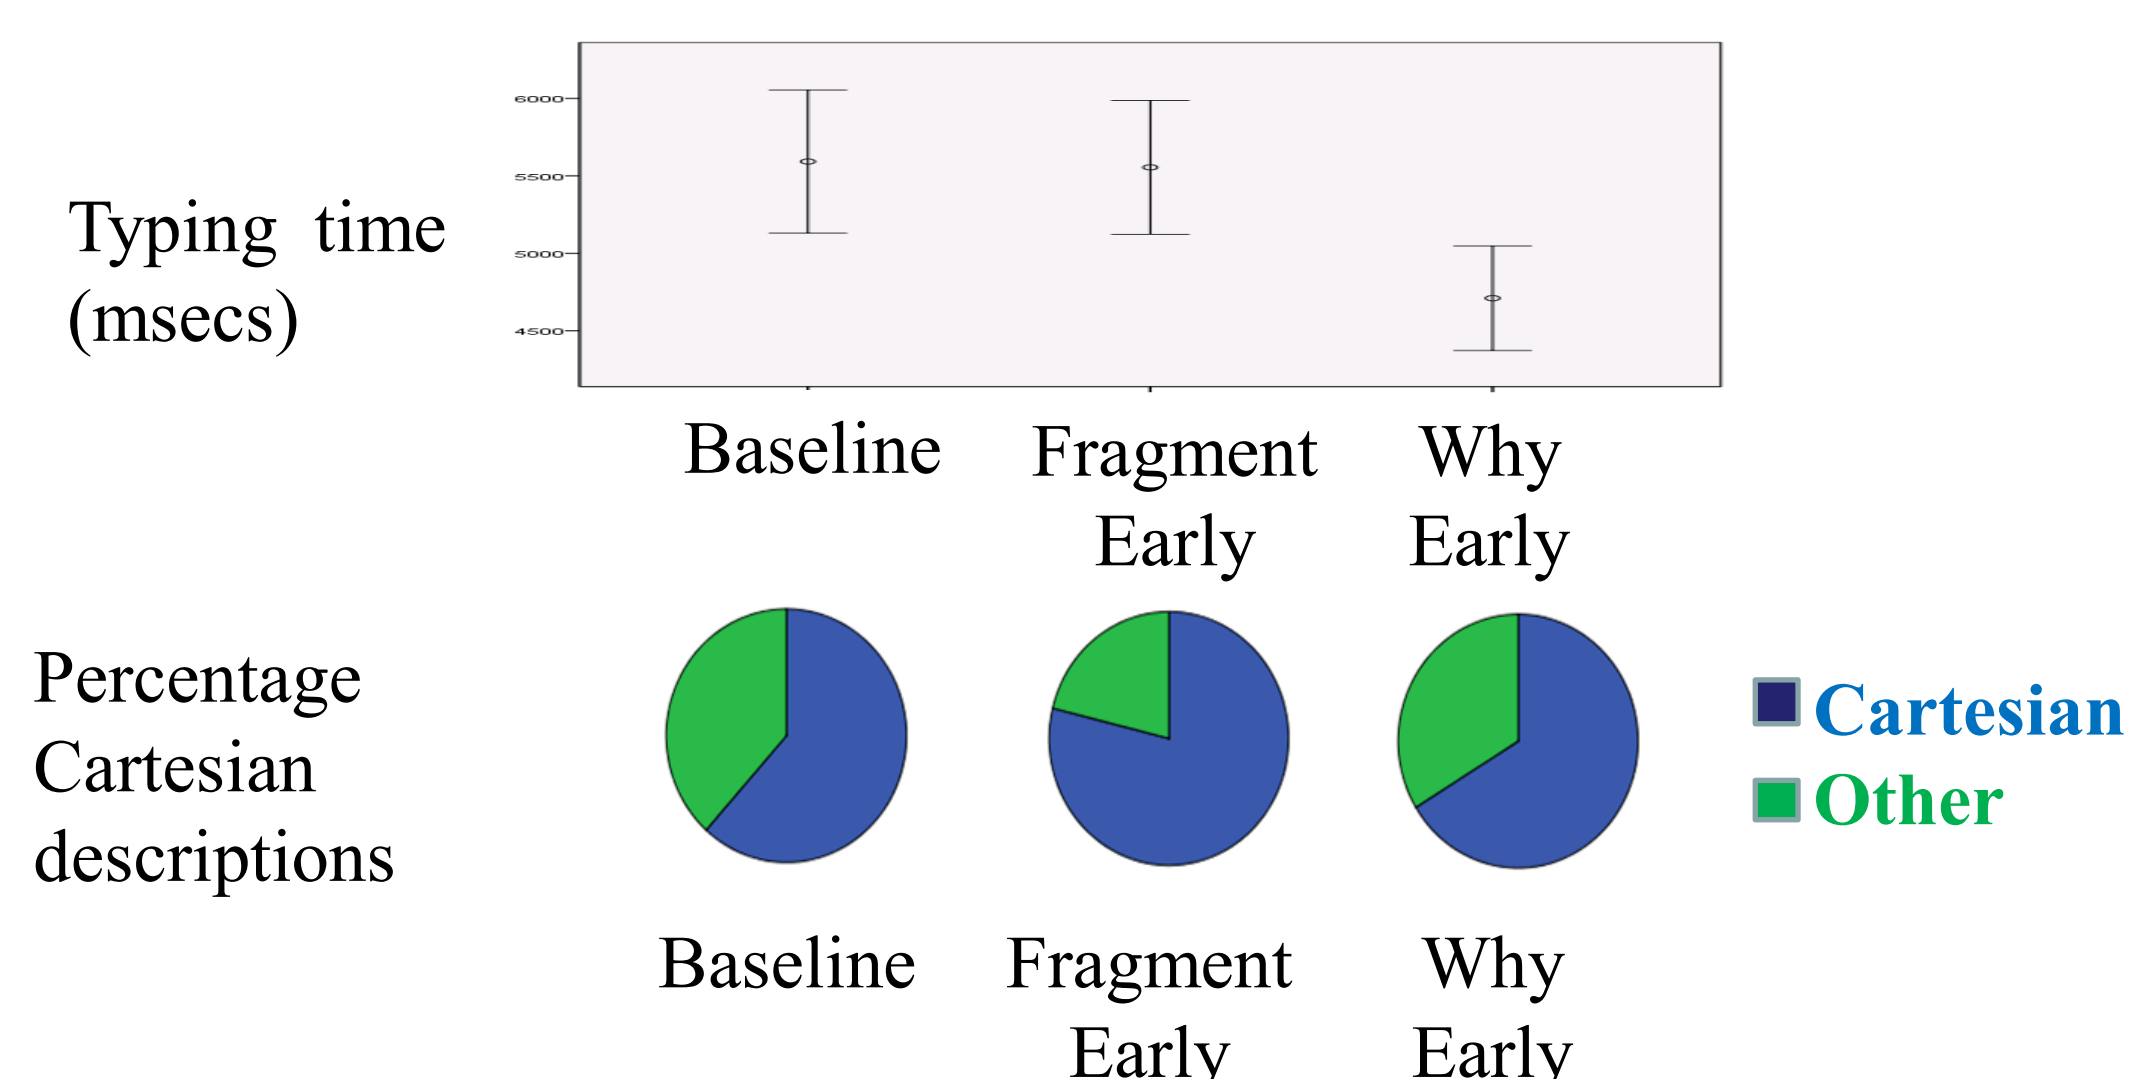 6000
5500
5000
4500
Typing time
(msecs)
Baseline
Fragment
Early
Why
Early
Percentage
Cartesian
descriptions
Cartesian
Other
Baseline
Fragment
Early
Why
Early